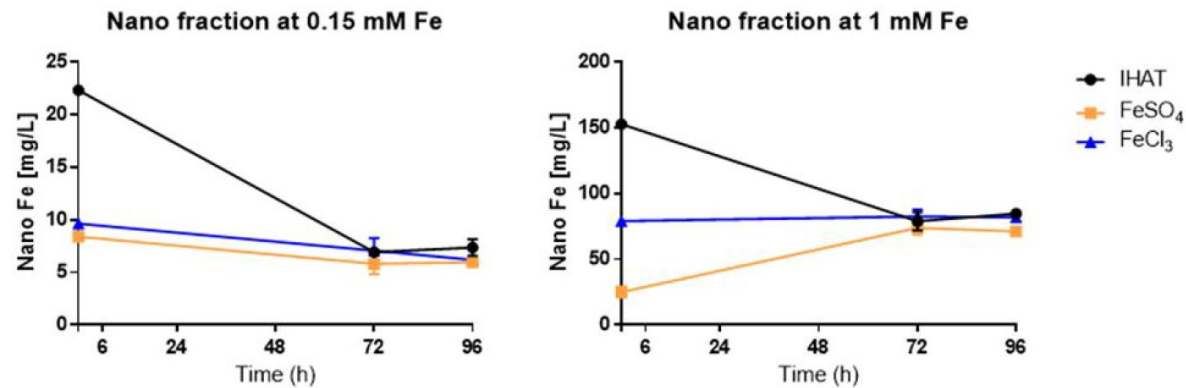 Nano fraction at 0.15 mM Fe
Nano Fe [mg/L]
25
20
15
10
5
0
6 24 48 72 96
Time (h)
Nano fraction at 1 mM Fe
Nano Fe [mg/L]
200
150
100
50
0
6 24 48 72 96
Time (h)
IHAT
FeSO₄
FeCl₃